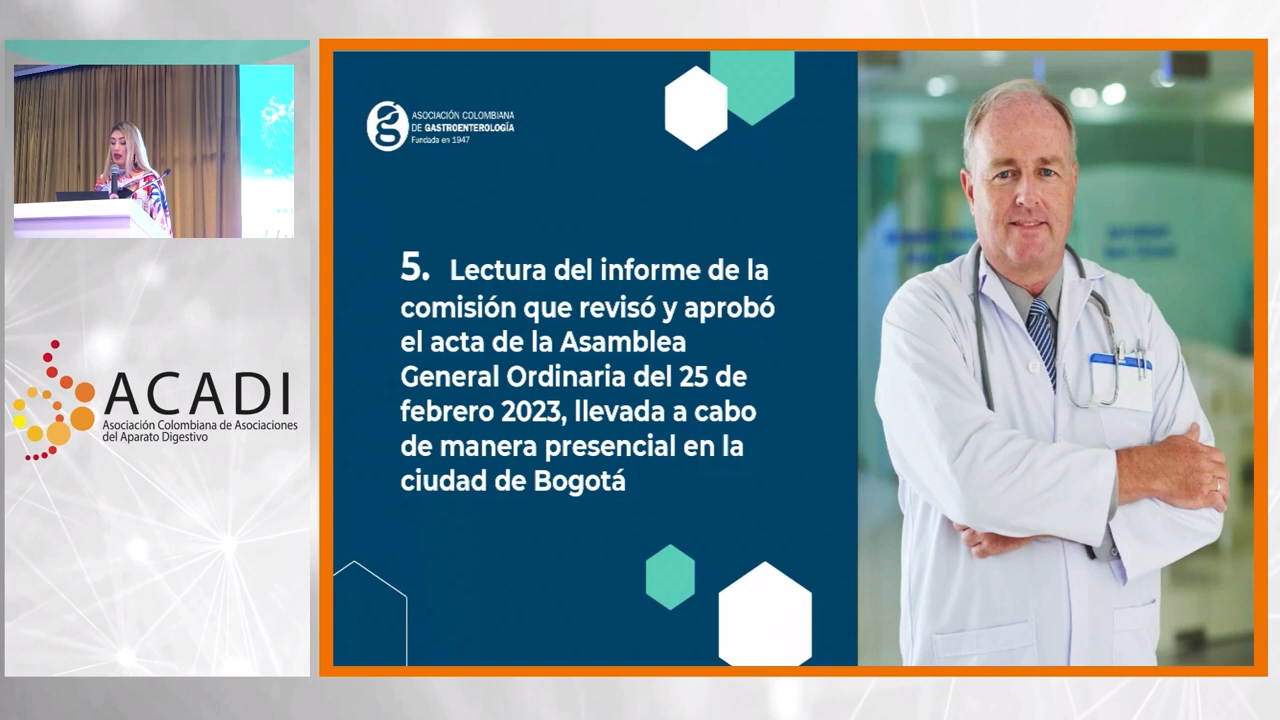 ACADI
Asociación Colombiana de Asociaciones
del Aparato Digestivo
ASOCIACIÓN COLOMBIANA
DE GASTROENTEROLOGÍA
Fundada en 1947
5. Lectura del informe de la
comisión que revisó y aprobó
el acta de la Asamblea
General Ordinaria del 25 de
febrero 2023, llevada a cabo
de manera presencial en la
ciudad de Bogotá